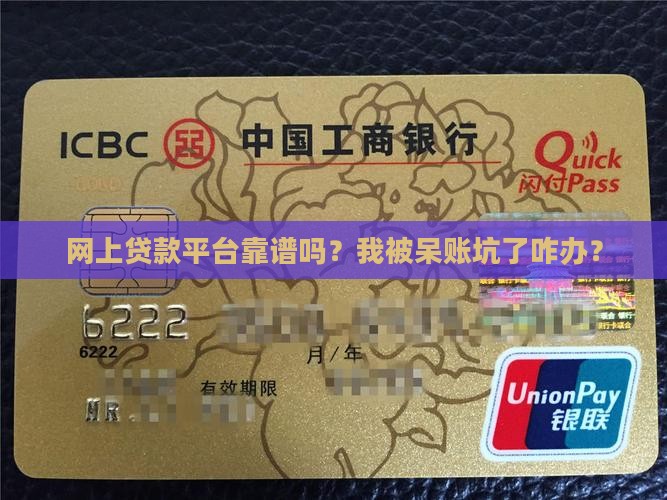 ICBC 中国工商银行
Quick
闪付Pass
网上贷款平台靠谱吗？我被呆账坑了咋办？
6222
6222
月/年
有效期限
MR.
UnionPay
银联